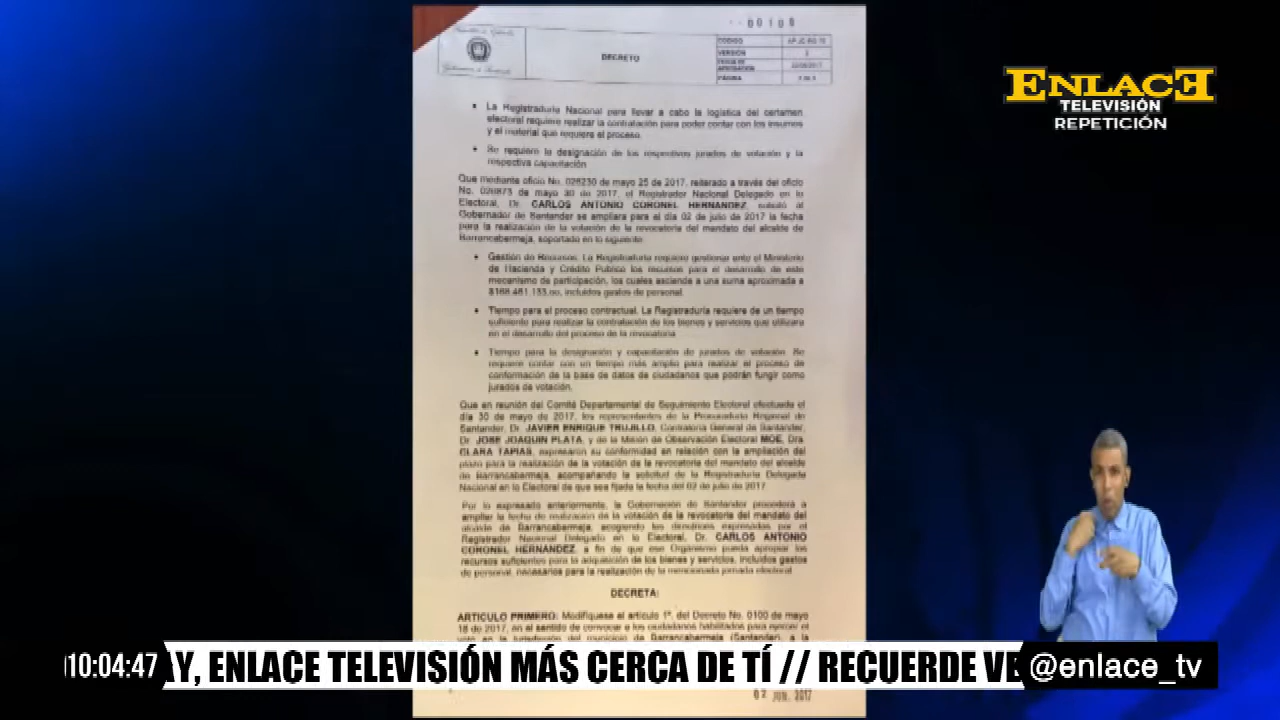 00108
DECRETO
CÓDIGO
VERSIÓN
FECHA DE
APROBACIÓN
PÁGINA
ENLACE
TELEVISIÓN
REPETICIÓN
• La Registraduría Nacional para llevar a cabo la logística del certamen
electoral requiere realizar la contratación para poder contar con los insumos
y el material que requiere el proceso.
• Se requiere la designación de los respectivos jurados de votación y la
respectiva capacitación
Que mediante oficio No. 026230 de mayo 25 de 2017, reiterado a través del oficio
No. 026873 de mayo 30 de 2017, el Registrador Nacional Delegado en lo
Electoral, Dr. CARLOS ANTONIO CORONEL HERNANDEZ, solicitó al
Gobernador de Santander se ampliara para el día 02 de julio de 2017 la fecha
para la realización de la votación de la revocatoria del mandato del alcalde de
Barrancabermeja, soportado en lo siguiente:
• Gestión de Recursos. La Registraduría requiere gestionar ante el Ministerio
de Hacienda y Crédito Publico los recursos para el desarrollo de este
mecanismo de participación, los cuales asciende a una suma aproximada a
incluidos gastos de personal.
• Tiempo para el proceso contractual. La Registraduría requiere de un tiempo
suficiente para realizar la contratación de los bienes y servicios que utilizara
en el desarrollo del proceso de la revocatoria
• Tiempo para la designación y capacitación de jurados de votación. Se
requiere contar con un tiempo más amplio para realizar el proceso de
conformación de la base de datos de ciudadanos que podrán fungir como
jurados de votación.
Que en reunión del Comité Departamental de Seguimiento Electoral efectuada el
día 30 de mayo de 2017, los representantes de la Procuraduría Regional de
Santander, Dr. JAVIER ENRIQUE TRUJILLO, Contraloría General de Santander,
Dr. JOSE JOAQUIN PLATA, y de la Misión de Observación Electoral MOE, Dra.
CLARA TAPIAS, expresaron su conformidad en relación con la ampliación del
plazo para la realización de la votación de la revocatoria del mandato del alcalde
de Barrancabermeja, acompañando la solicitud de la Registraduría Delegada
Nacional en lo Electoral de que sea fijada la fecha del 02 de julio de 2017
Por lo expresado anteriormente, la Gobernación de Santander procederá a
ampliar la fecha de realización de la votación de la revocatoria del mandato del
alcalde de Barrancabermeja, acogiendo las expresadas por el
Registrador Nacional Delegado en lo Electoral, Dr. CARLOS ANTONIO
CORONEL HERNANDEZ, a fin de que ese Organismo pueda apropiar los
recursos suficientes para la adquisición de los bienes y servicios, incluidos gastos
de personal, necesarios para la realización de la mencionada jornada electoral.
DECRETA:
ARTICULO PRIMERO: Modifíquese el artículo 1º. del Decreto No. 0100 de mayo
18 de 2017, en el sentido de convocar a los ciudadanos habilitados para ejercer el
voto en la jurisdicción del municipio de Barrancabermeja (Santander), a la
10:04:47 AY, ENLACE TELEVISIÓN MÁS CERCA DE TÍ // RECUERDE VE @enlace_tv
02 JUN. 2017